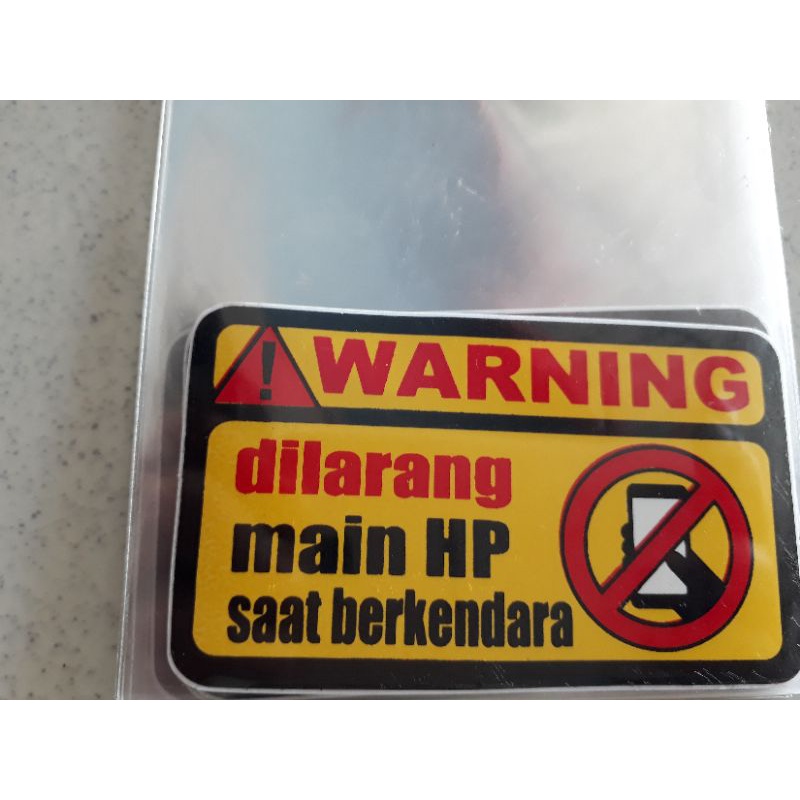 WARNING
dilarang
main HP
saat berkendara